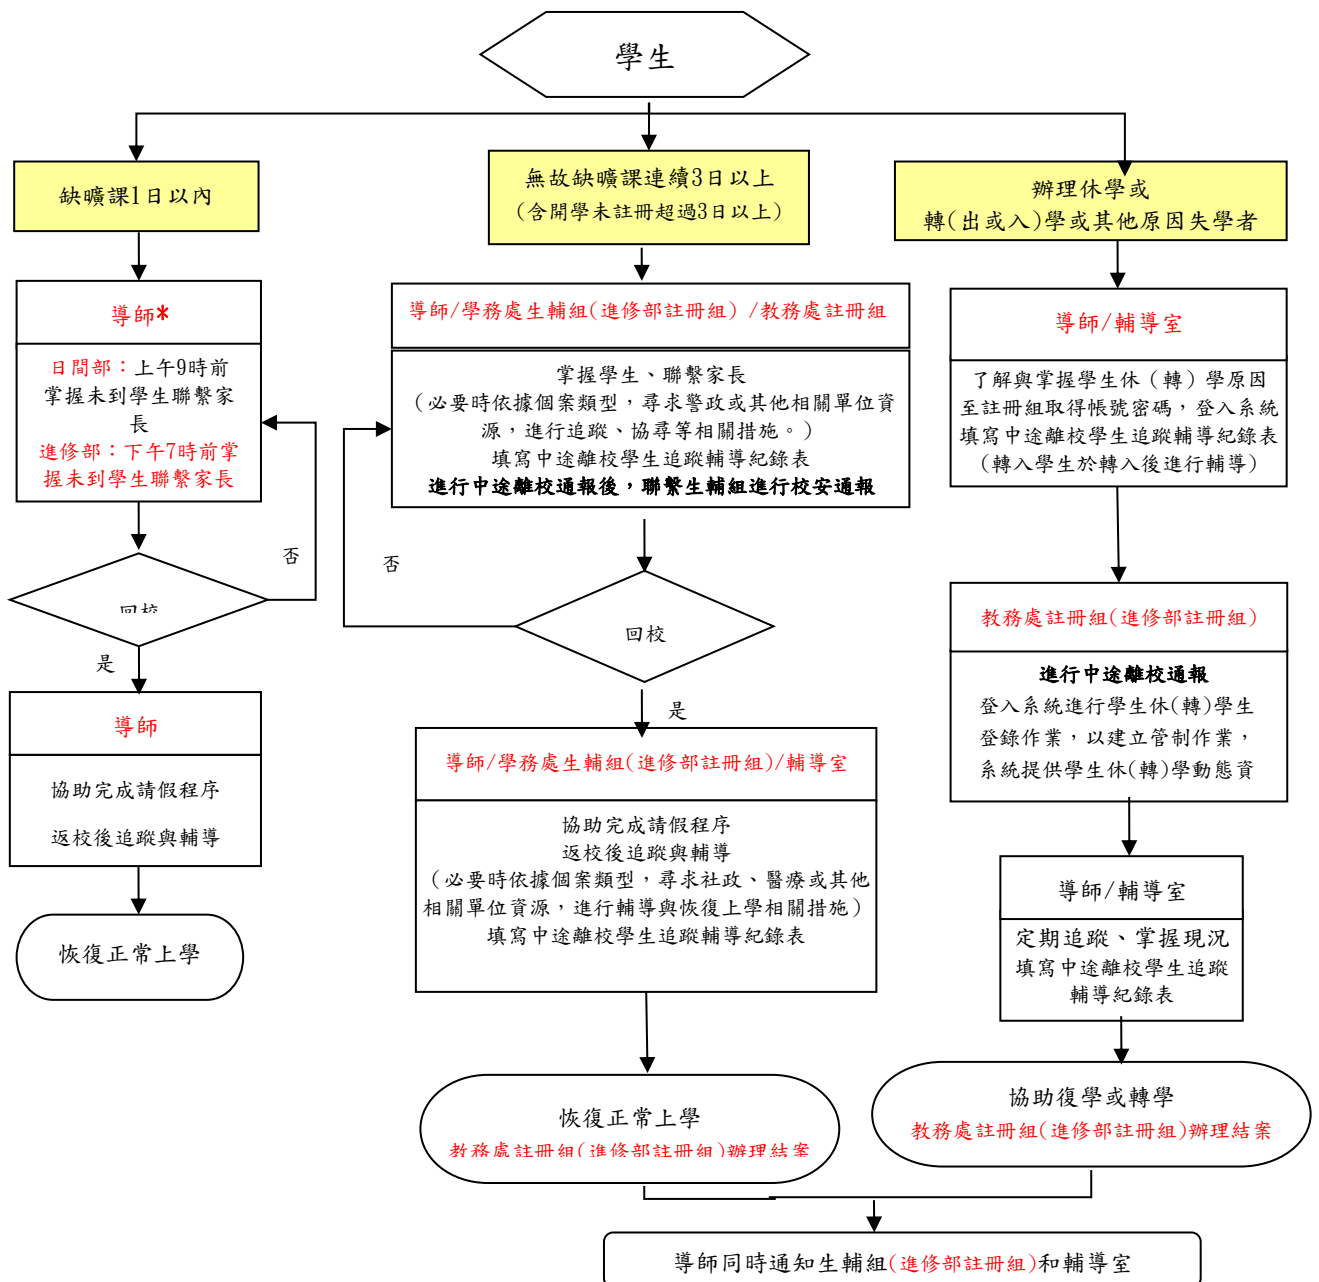 學生
缺曠課1日以內
無故缺曠課連續3日以上
(含開學未註冊超過3日以上)
辦理休學或
轉(出或入)學或其他原因失學者
導師*
日間部：上午9時前
掌握未到學生聯繫家
長
進修部：下午7時前掌
握未到學生聯繫家長
否
回校
是
導師
協助完成請假程序
返校後追蹤與輔導
恢復正常上學
導師/學務處生輔組(進修部註冊組) /教務處註冊組
掌握學生、聯繫家長
（必要時依據個案類型，尋求警政或其他相關單位資
源，進行追蹤、協尋等相關措施。）
填寫中途離校學生追蹤輔導紀錄表
進行中途離校通報後，聯繫生輔組進行校安通報
否
回校
是
導師/學務處生輔組(進修部註冊組)/輔導室
協助完成請假程序
返校後追蹤與輔導
（必要時依據個案類型，尋求社政、醫療或其他
相關單位資源，進行輔導與恢復上學相關措施）
填寫中途離校學生追蹤輔導紀錄表
恢復正常上學
教務處註冊組(進修部註冊組)辦理結案
導師/輔導室
了解與掌握學生休（轉）學原因
至註冊組取得帳號密碼，登入系統
填寫中途離校學生追蹤輔導紀錄表
（轉入學生於轉入後進行輔導）
教務處註冊組(進修部註冊組)
進行中途離校通報
登入系統進行學生休(轉)學生
登錄作業，以建立管制作業，
系統提供學生休(轉)學動態資
導師/輔導室
定期追蹤、掌握現況
填寫中途離校學生追蹤
輔導紀錄表
協助復學或轉學
教務處註冊組(進修部註冊組)辦理結案
導師同時通知生輔組(進修部註冊組)和輔導室